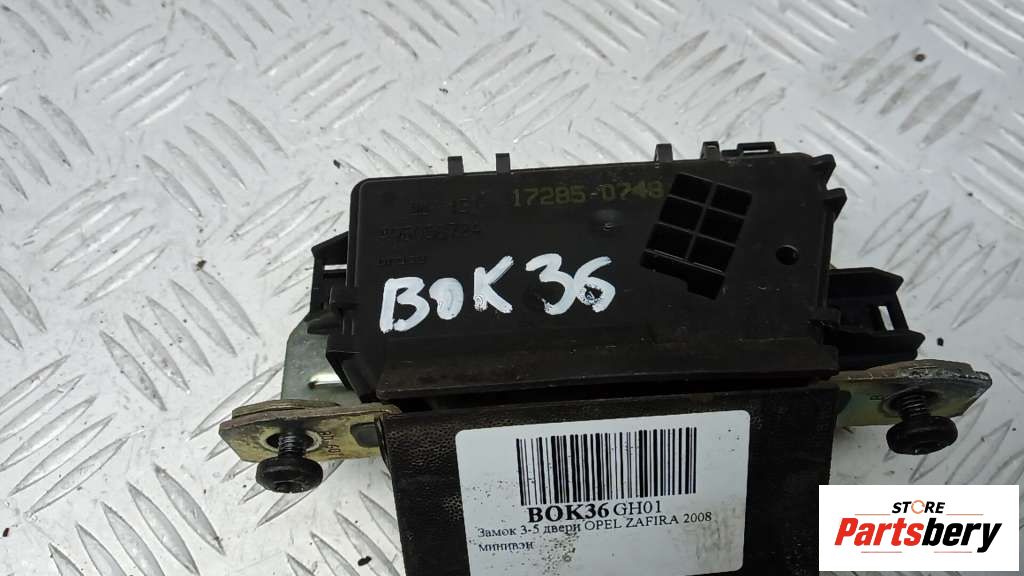 17285-0748
BOK36
BOK36 GH01
Замок 3-5 двери OPEL ZAFIRA 2008
минивэн
STORE
Partsbery